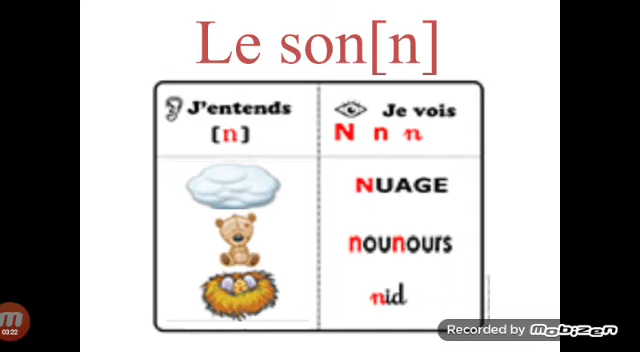 Le son[n]
J'entends
[n]
Je vois
N n n
NUAGE
nounours
nid
Recorded by MOBIZEN
03:22